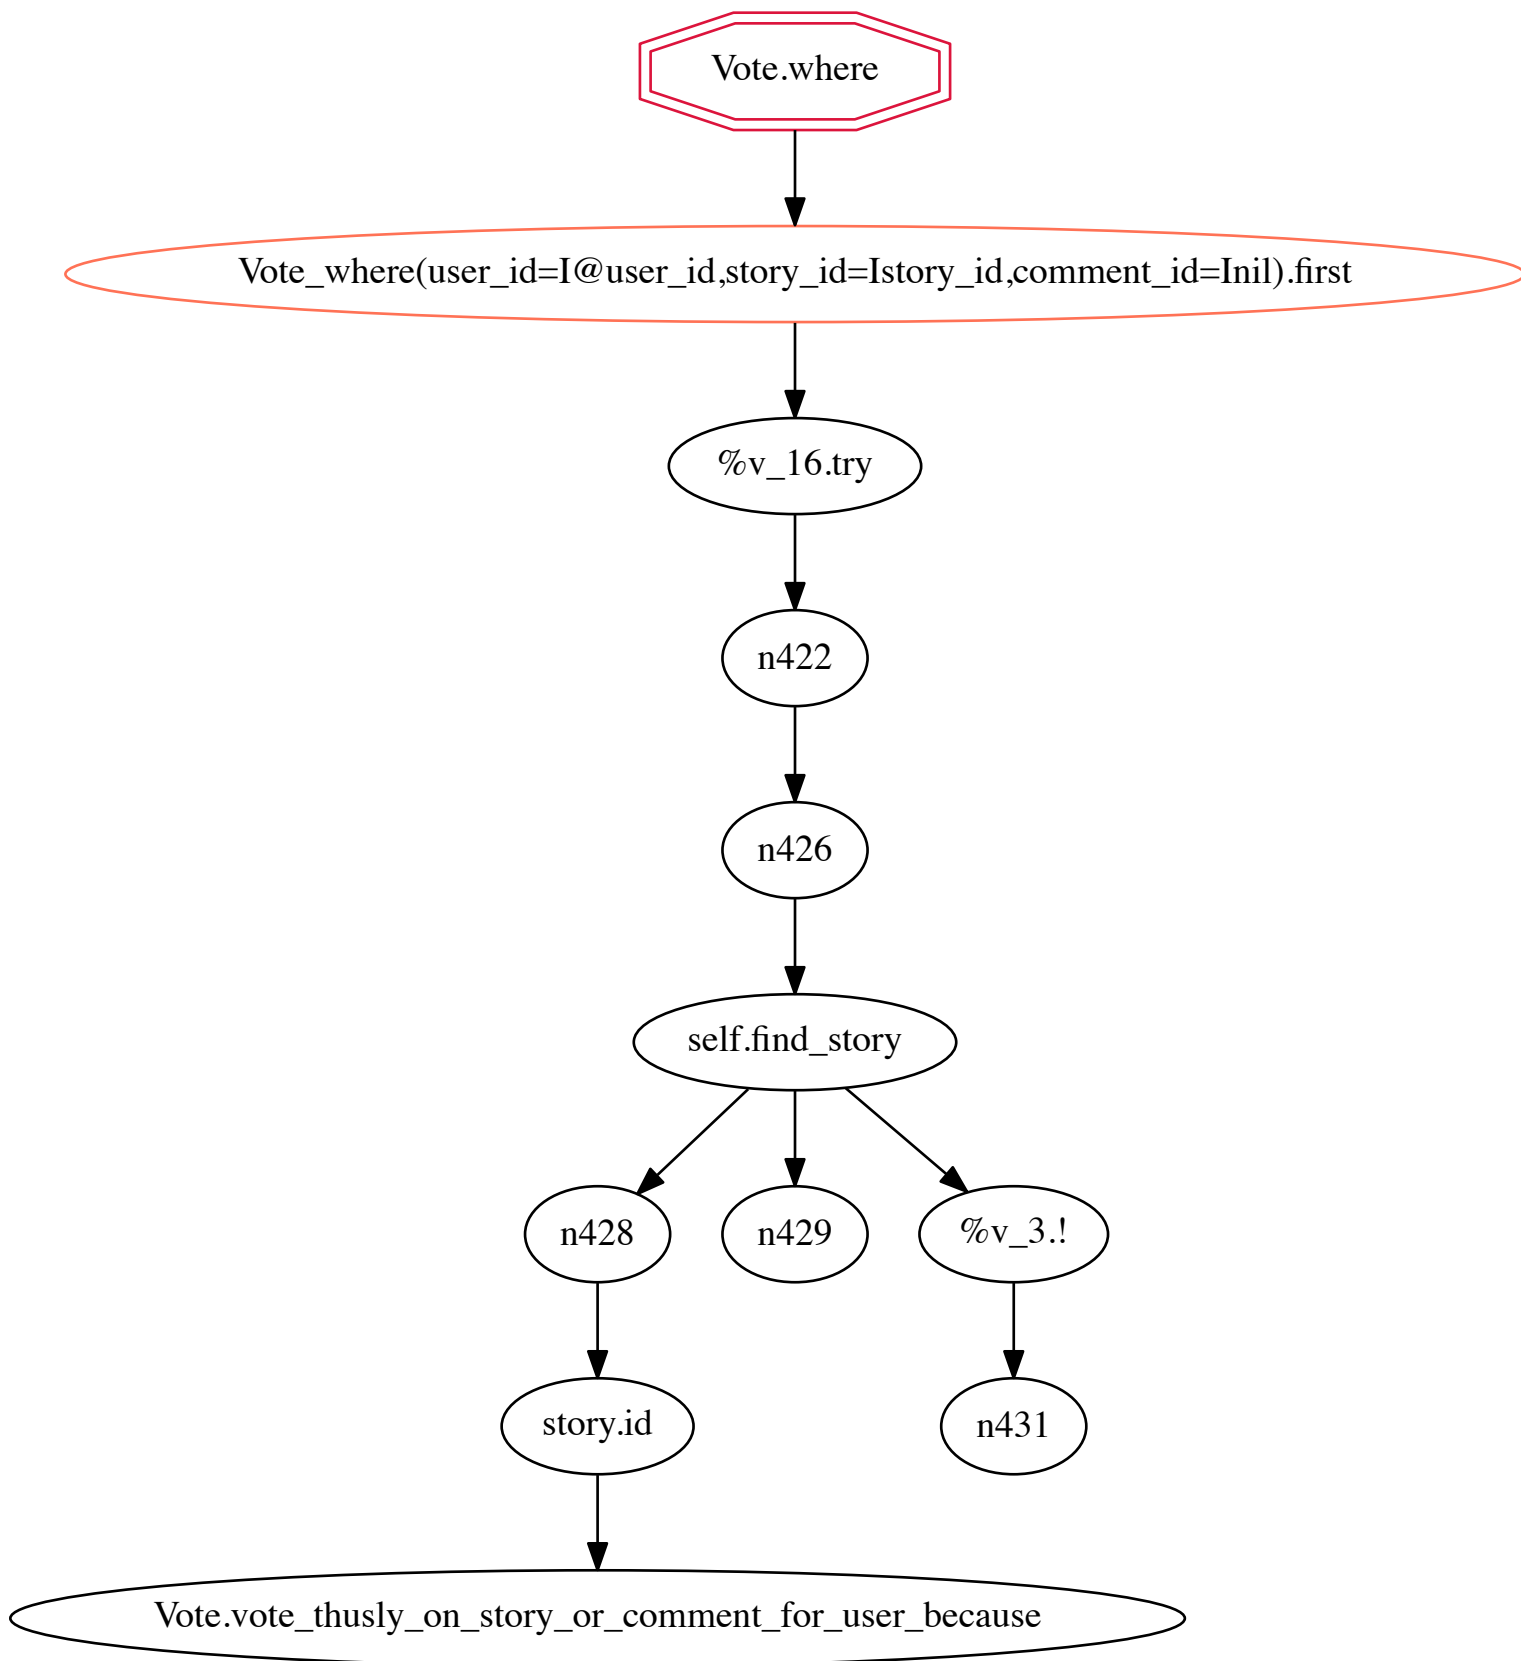 Vote.where
Vote_where(user_id=I@user_id,story_id=Istory_id,comment_id=Inil).first
%v_16.try
n422
n426
self.find_story
n428
n429
%v_3.!
story.id
n431
Vote.vote_thusly_on_story_or_comment_for_user_because